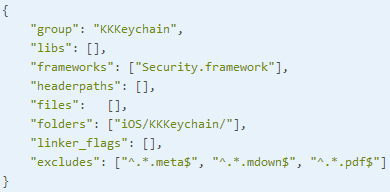 {
    "group": "KKKeychain",
    "libs": [],
    "frameworks": ["Security.framework"],
    "headerpaths": [],
    "files":   [],
    "folders": ["iOS/KKKeychain/"],
    "linker_flags": [],
    "excludes": ["^.*.meta$", "^.*.mdown$", "^.*.pdf$"]
}